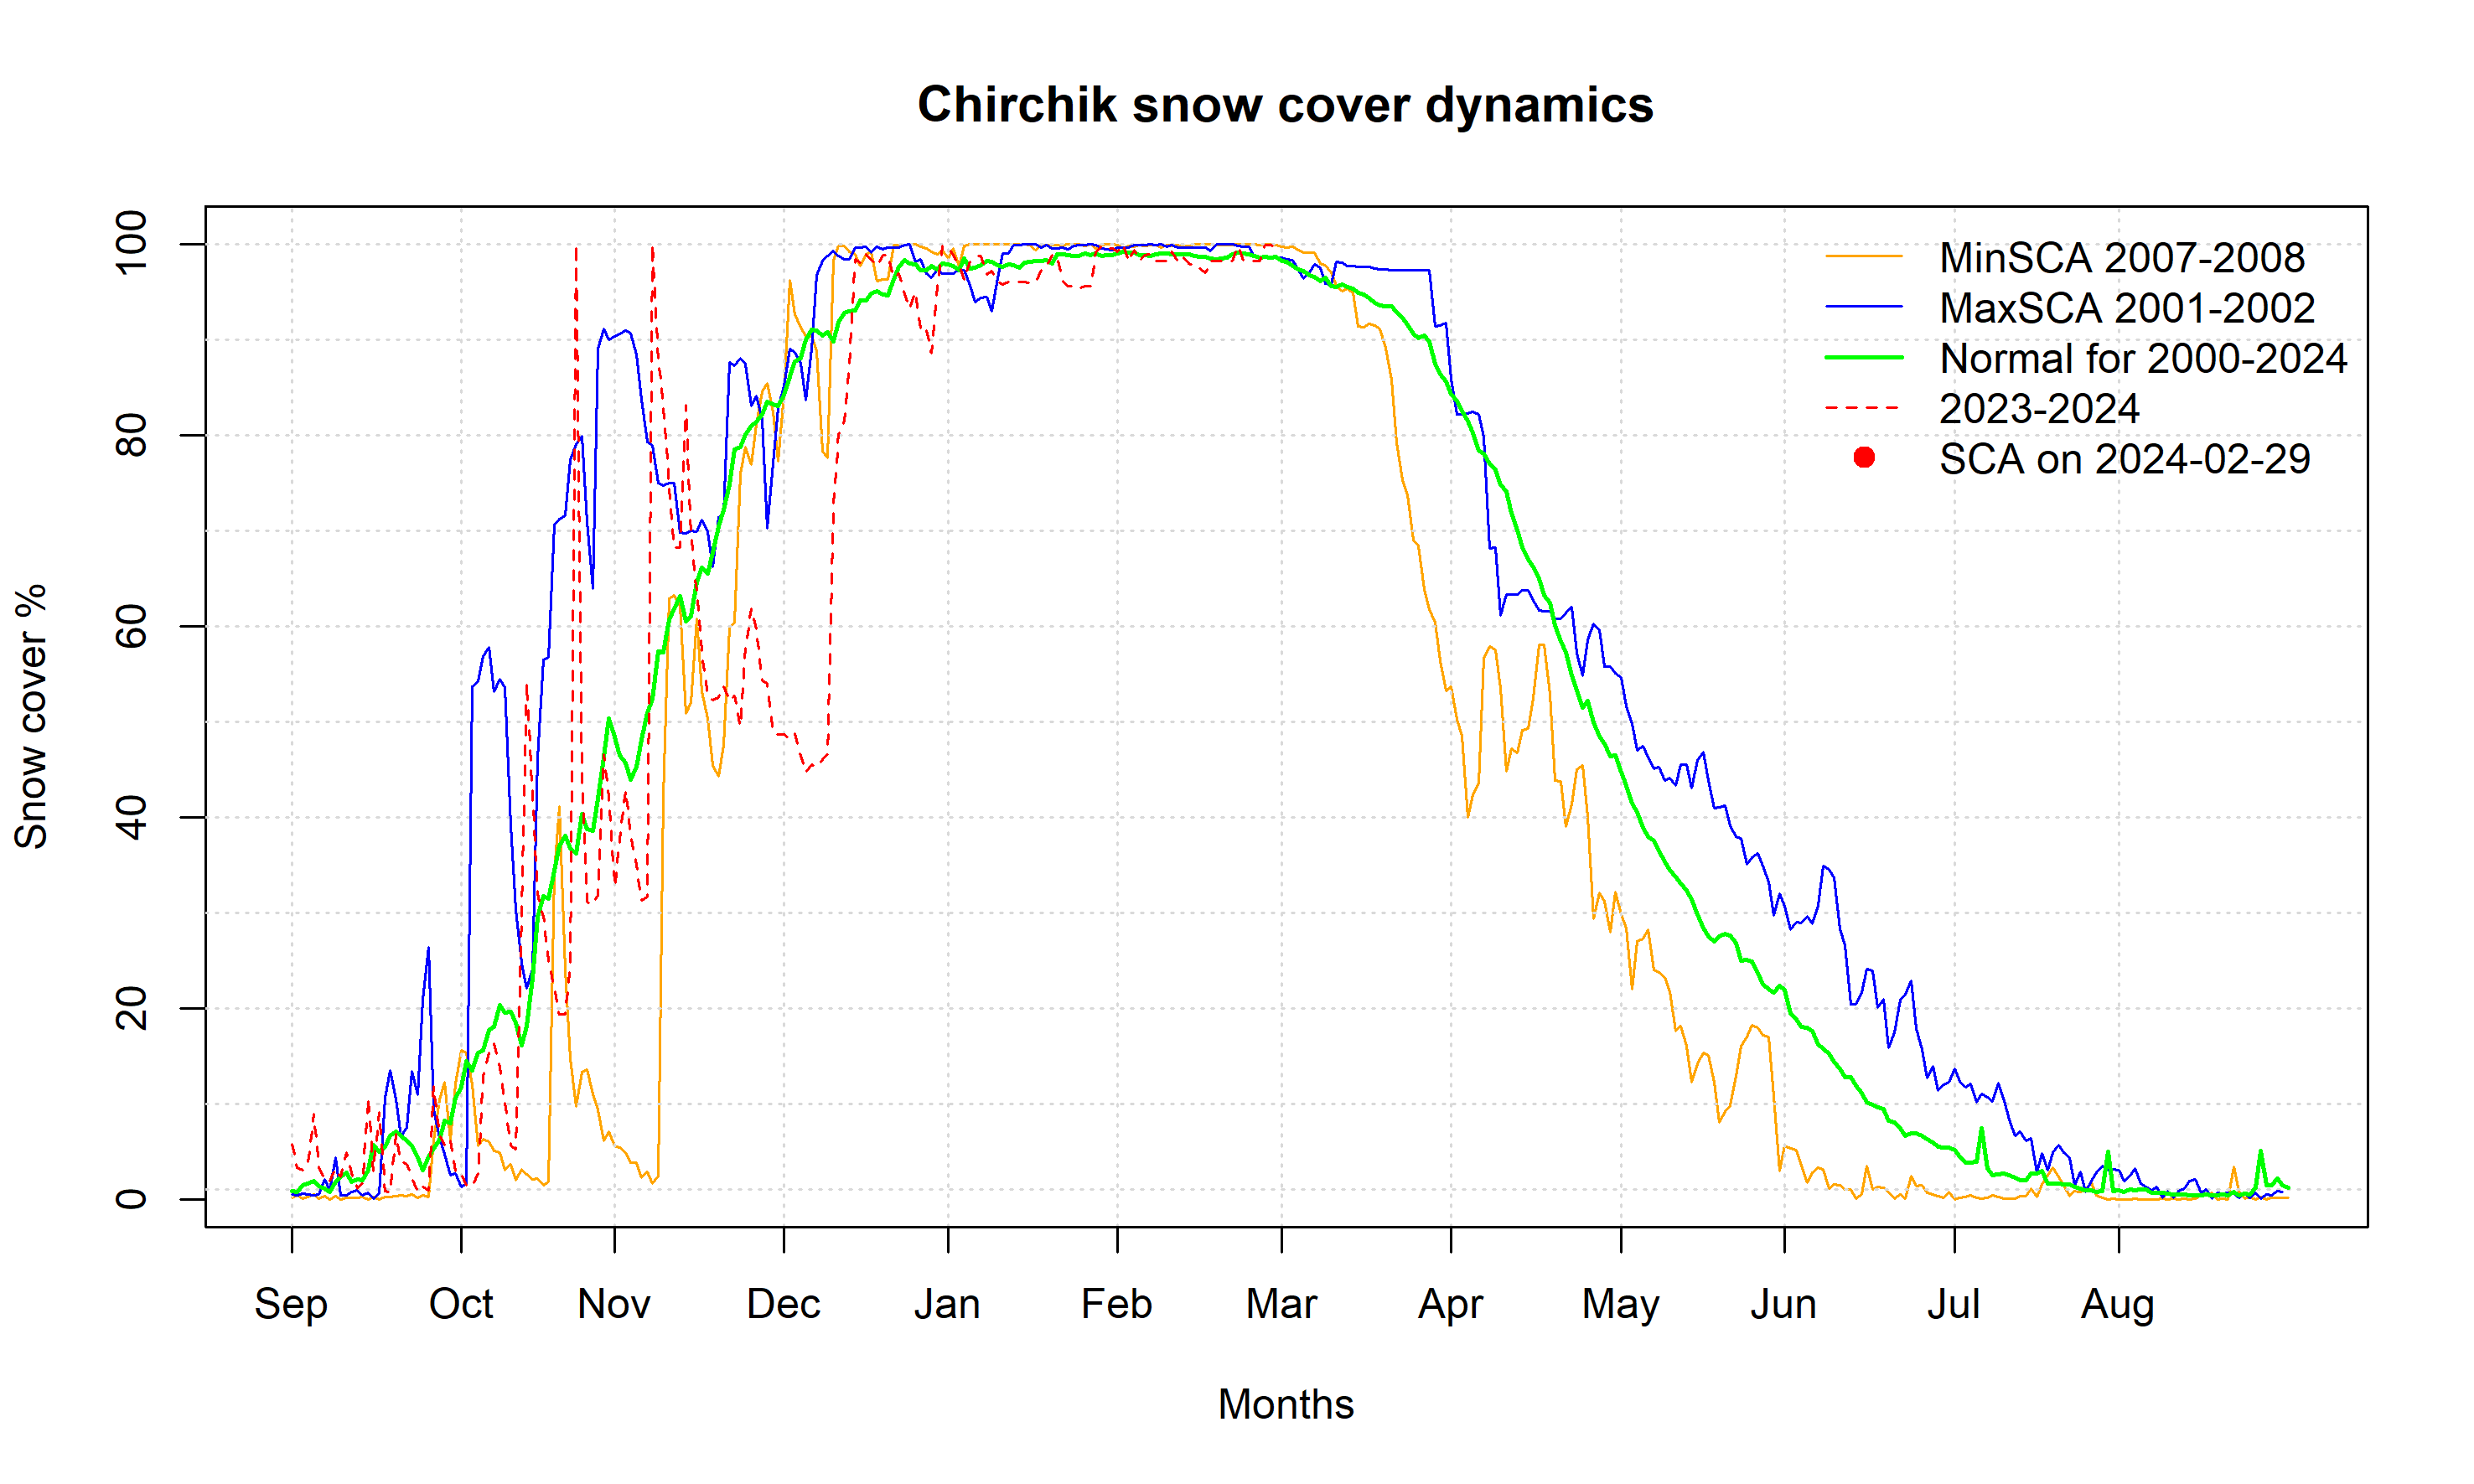 Chirchik snow cover dynamics
MinSCA 2007-2008
MaxSCA 2001-2002
Normal for 2000-2024
2023-2024
SCA on 2024-02-29
Snow cover %
100
80
60
40
20
0
Sep Oct Nov Dec Jan Feb Mar Apr May Jun Jul Aug
Months